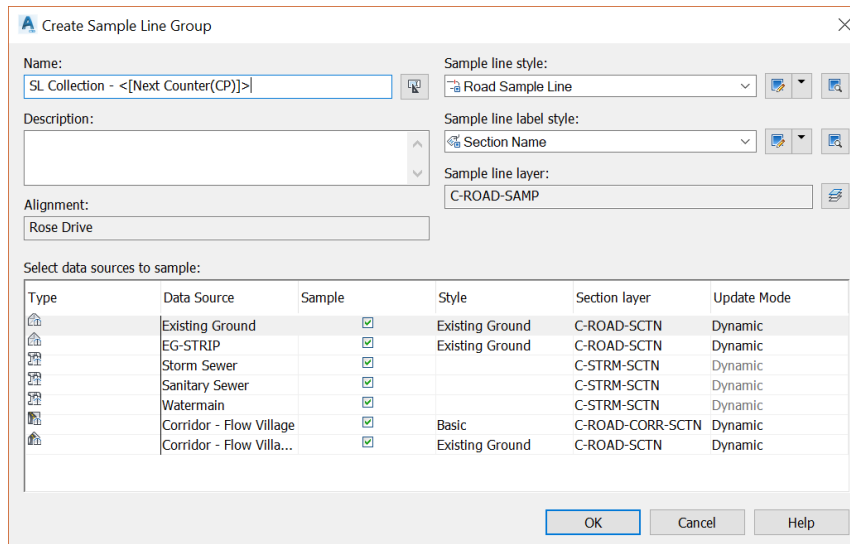 Create Sample Line Group
Name:
SL Collection - <[Next Counter(CP)]>
Description:
Alignment:
Rose Drive
Sample line style:
Road Sample Line
Sample line label style:
Section Name
Sample line layer:
C-ROAD-SAMP
Select data sources to sample:
Type Data Source Sample Style Section layer Update Mode
Existing Ground Existing Ground C-ROAD-SCTN Dynamic
EG-STRIP Existing Ground C-ROAD-SCTN Dynamic
Storm Sewer C-STRM-SCTN Dynamic
Sanitary Sewer C-STRM-SCTN Dynamic
Watermain C-STRM-SCTN Dynamic
Corridor - Flow Village Basic C-ROAD-CORR-SCTN Dynamic
Corridor - Flow Villa... Existing Ground C-ROAD-SCTN Dynamic
OK Cancel Help